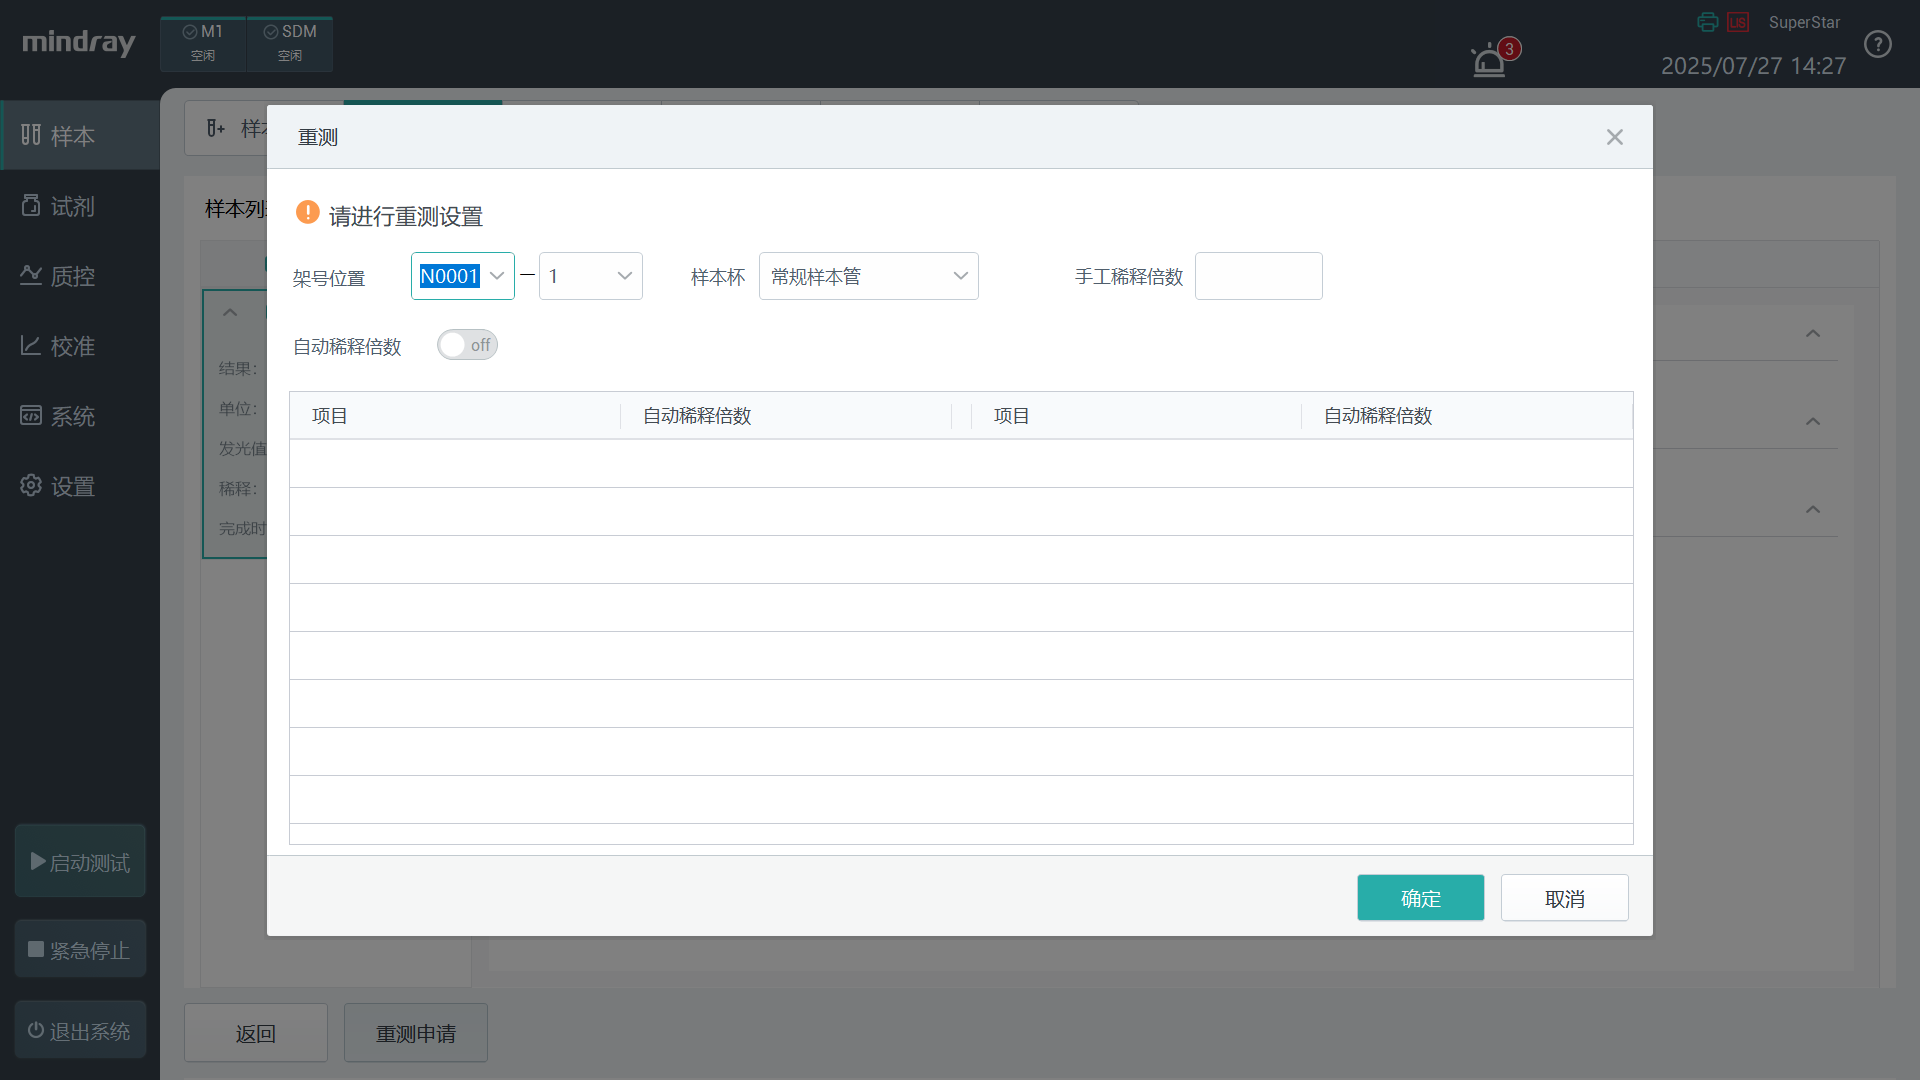 mindray
M1
空闲
SDM
空闲
3
LIS
SuperStar
2025/07/27 14:27
?
样本
试剂
质控
校准
系统
设置
启动测试
紧急停止
退出系统
样本列
结果:
单位:
发光值
稀释:
完成时
重测
请进行重测设置
架号位置 N0001 — 1 样本杯 常规样本管 手工稀释倍数
自动稀释倍数 off
项目 自动稀释倍数 项目 自动稀释倍数
确定 取消
返回 重测申请